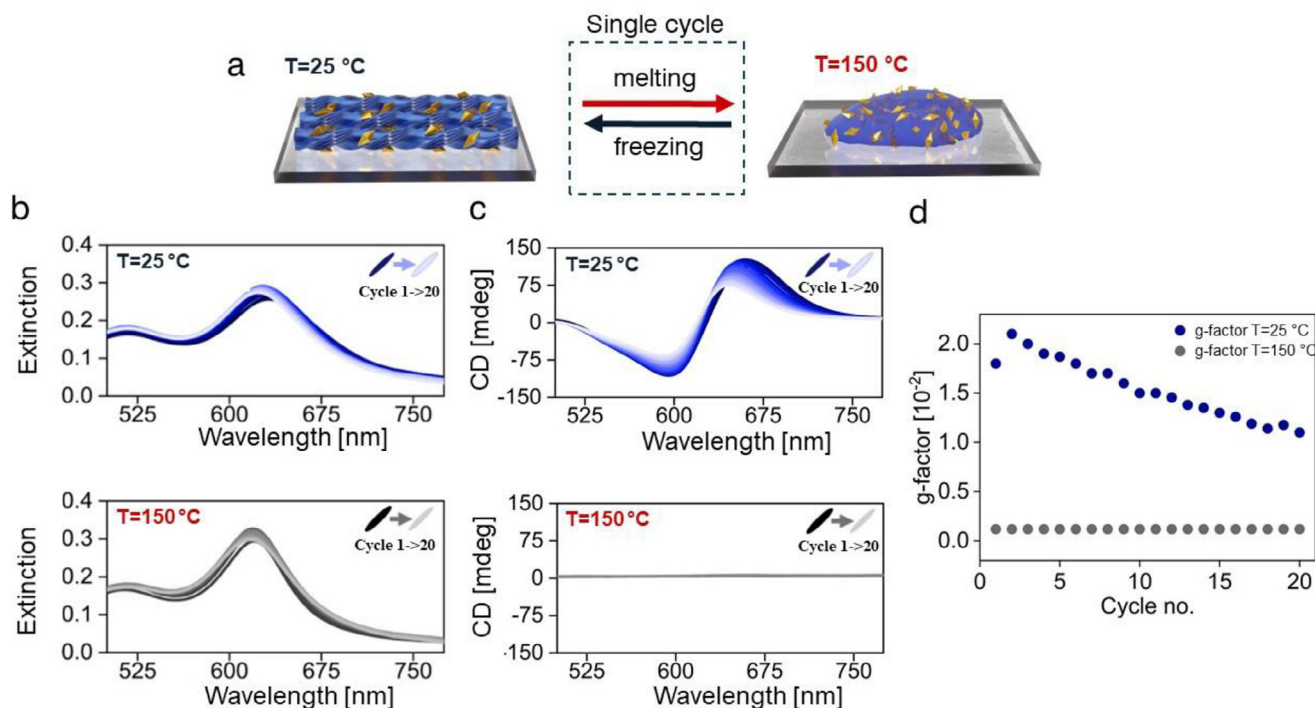 Single cycle
a
T=25 °C
melting
freezing
T=150 °C
b
0.4
0.3
0.2
0.1
0.0
Extinction
T=25 °C
Cycle 1->20
525
600
675
750
Wavelength [nm]
c
150
75
0
-75
-150
CD [mdeg]
T=25 °C
Cycle 1->20
525
600
675
750
Wavelength [nm]
d
g-factor T=25 °C
g-factor T=150 °C
2.0
1.5
1.0
0.0
g-factor [10⁻²]
0
5
10
15
20
Cycle no.
0.4
0.3
0.2
0.1
0.0
Extinction
T=150 °C
Cycle 1->20
525
600
675
750
Wavelength [nm]
150
75
0
-75
-150
CD [mdeg]
T=150 °C
Cycle 1->20
525
600
675
750
Wavelength [nm]